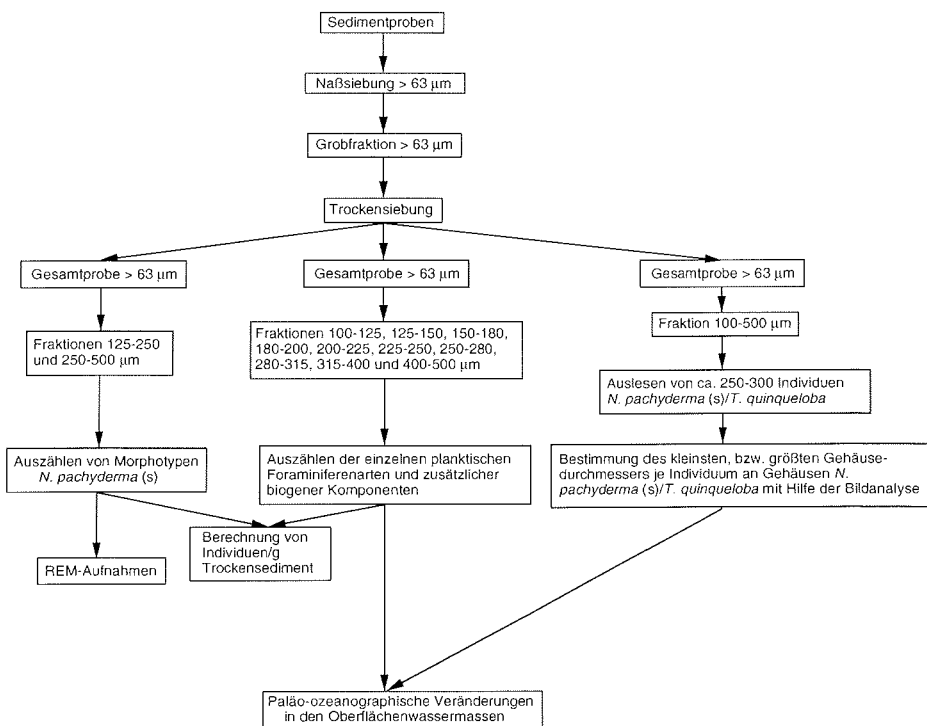 Sedimentproben
Naßsiebung > 63 µm
Grobfraktion > 63 µm
Trockensiebung
Gesamtprobe > 63 µm
Gesamtprobe > 63 µm
Gesamtprobe > 63 µm
Fraktionen 125-250
und 250-500 µm
Fraktionen 100-125, 125-150, 150-180,
180-200, 200-225, 225-250, 250-280,
280-315, 315-400 und 400-500 µm
Fraktion 100-500 µm
Auslesen von ca. 250-300 Individuen
N. pachyderma (s)/T. quinqueloba
Auszählen von Morphotypen
N. pachyderma (s)
Auszählen der einzelnen planktischen
Foraminiferenarten und zusätzlicher
biogener Komponenten
Bestimmung des kleinsten, bzw. größten Gehäuse-
durchmessers je Individuum an Gehäusen N.
pachyderma (s)/T. quinqueloba mit Hilfe der Bildanalyse
REM-Aufnahmen
Berechnung von
Individuen/g
Trockensediment
Paläo-ozeanographische Veränderungen
in den Oberflächenwassermassen